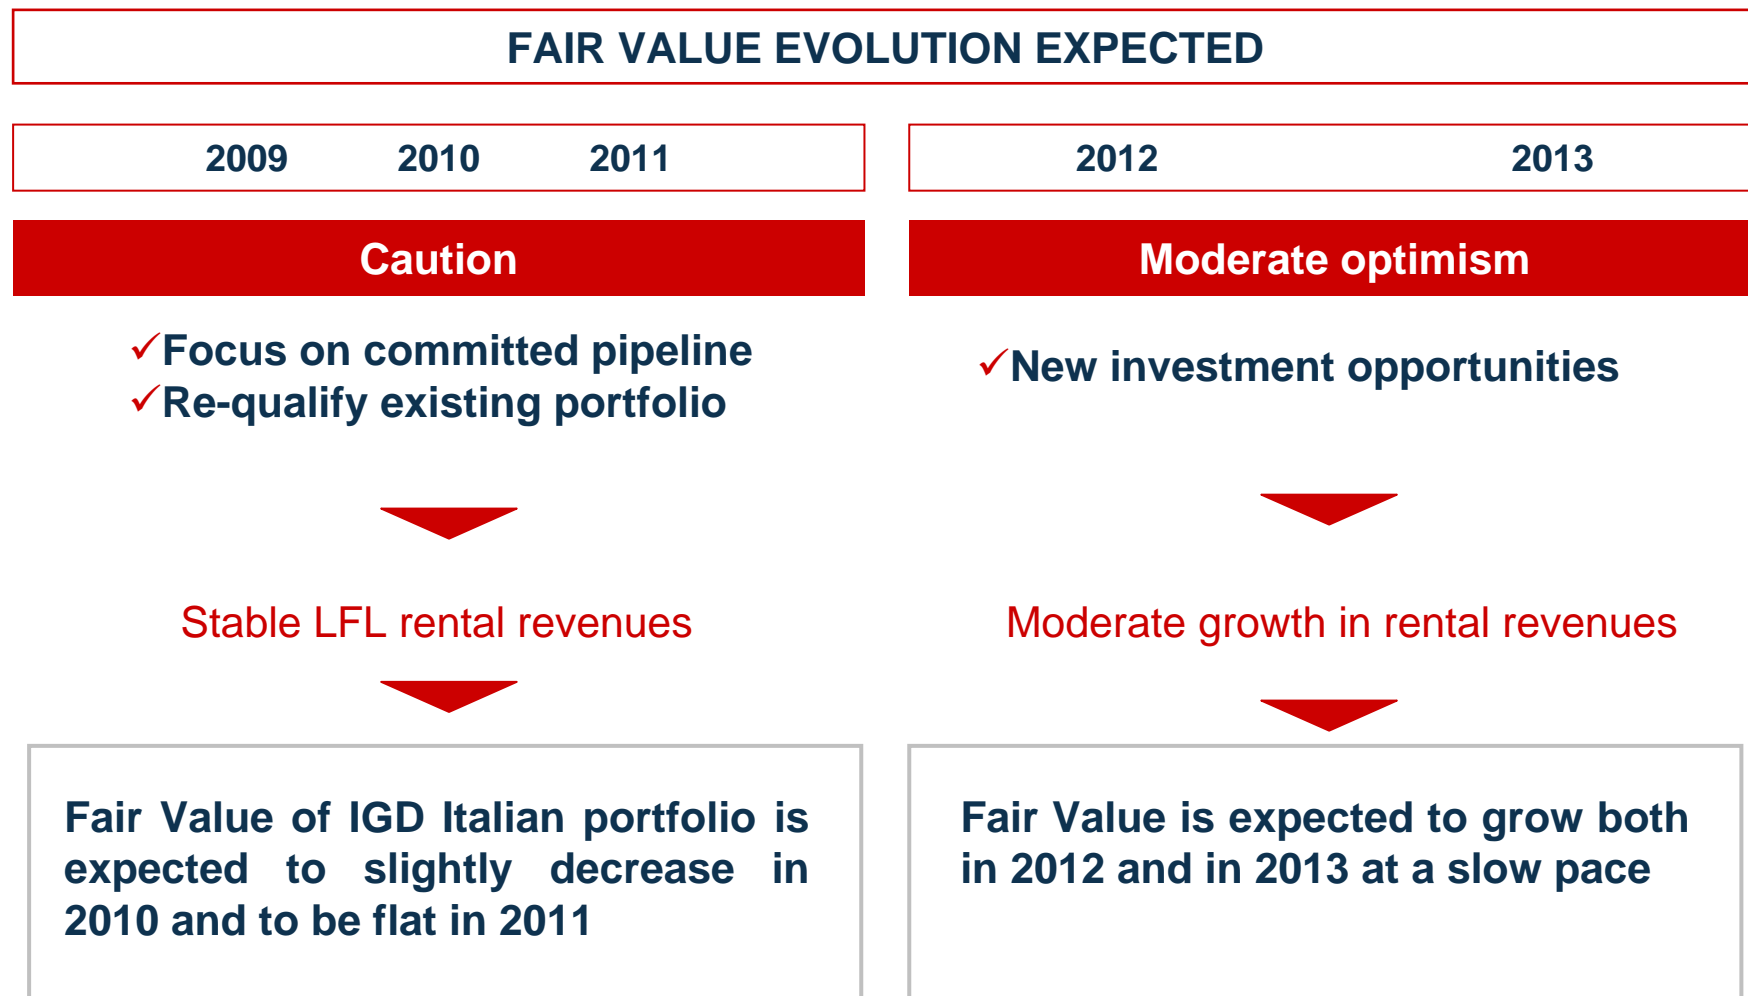 FAIR VALUE EVOLUTION EXPECTED
2009 2010 2011
Caution
✓Focus on committed pipeline
✓Re-qualify existing portfolio
Stable LFL rental revenues
Fair Value of IGD Italian portfolio is
expected to slightly decrease in
2010 and to be flat in 2011
2012 2013
Moderate optimism
✓New investment opportunities
Moderate growth in rental revenues
Fair Value is expected to grow both
in 2012 and in 2013 at a slow pace